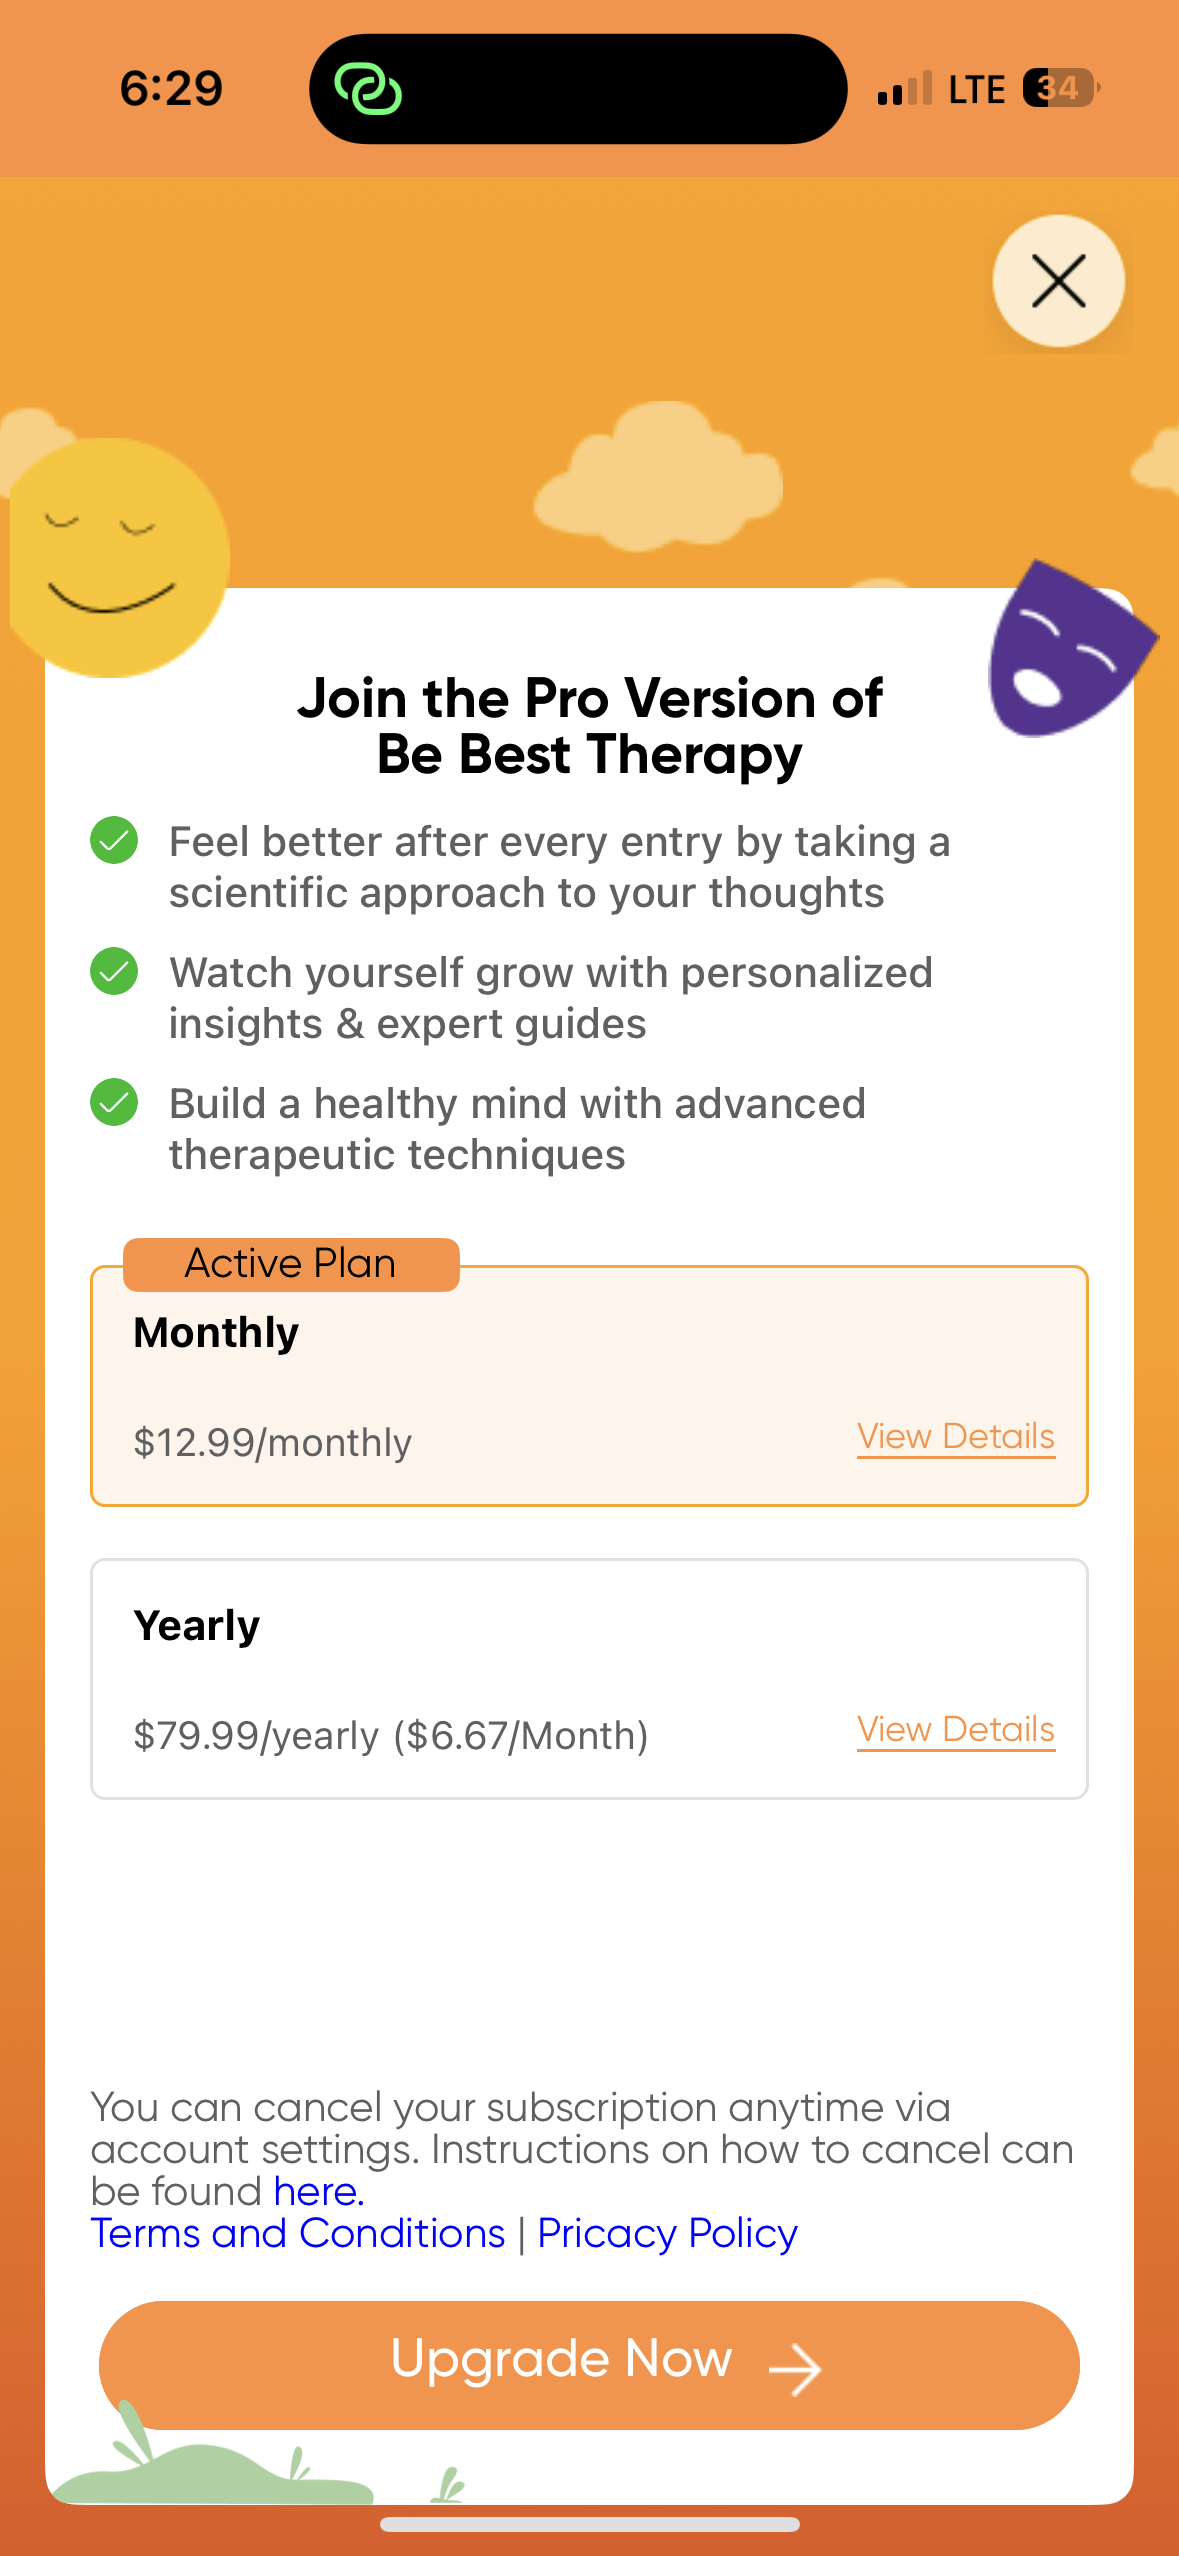 6:29
LTE
34
Join the Pro Version of
Be Best Therapy
Feel better after every entry by taking a
scientific approach to your thoughts
Watch yourself grow with personalized
insights & expert guides
Build a healthy mind with advanced
therapeutic techniques
Active Plan
Monthly
$12.99/monthly
View Details
Yearly
$79.99/yearly ($6.67/Month)
View Details
You can cancel your subscription anytime via
account settings. Instructions on how to cancel can
be found here.
Terms and Conditions | Pricacy Policy
Upgrade Now